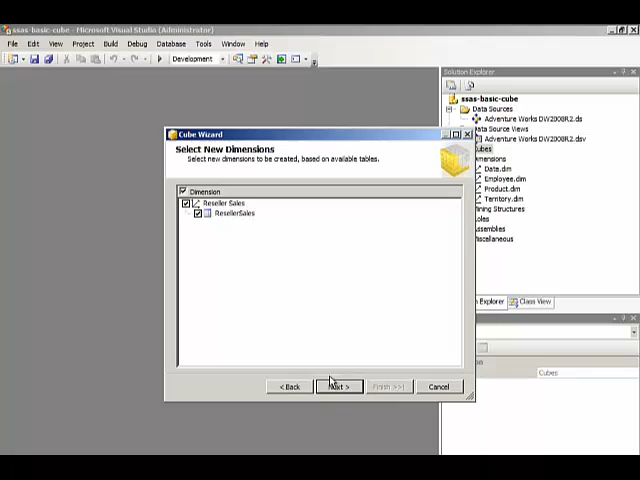 ssas-basic-cube - Microsoft Visual Studio (Administrator)
File Edit View Project Build Debug Database Tools Window Help
Development
Solution Explorer
ssas-basic-cube
Data Sources
Adventure Works DW2008R2.ds
Data Source Views
Adventure Works DW2008R2.dsv
Cubes
Dimensions
Date.dim
Employee.dim
Product.dim
Territory.dim
Mining Structures
Roles
Assemblies
Miscellaneous
Explorer Class View
Cubes
Cube Wizard
Select New Dimensions
Select new dimensions to be created, based on available tables.
Dimension
Reseller Sales
ResellerSales
< Back Next > Finish >>| Cancel